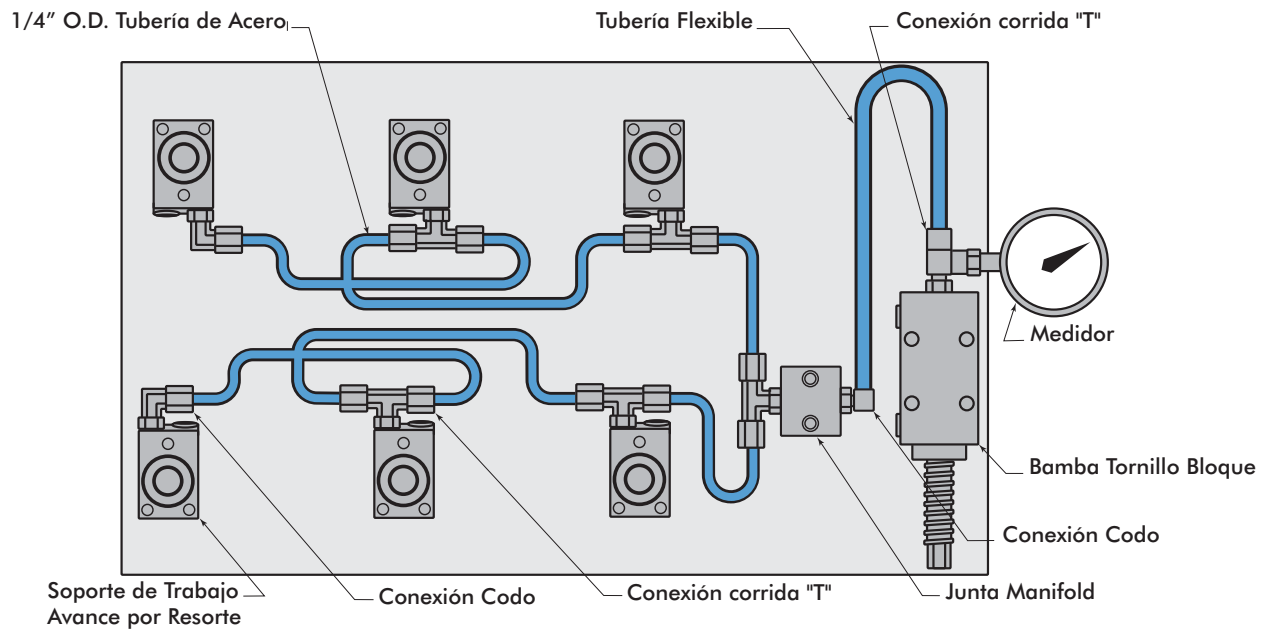 1/4” O.D. Tubería de Acero
Tubería Flexible
Conexión corrida "T"
Medidor
Bamba Tornillo Bloque
Conexión Codo
Soporte de Trabajo
Avance por Resorte
Conexión Codo
Conexión corrida "T"
Junta Manifold